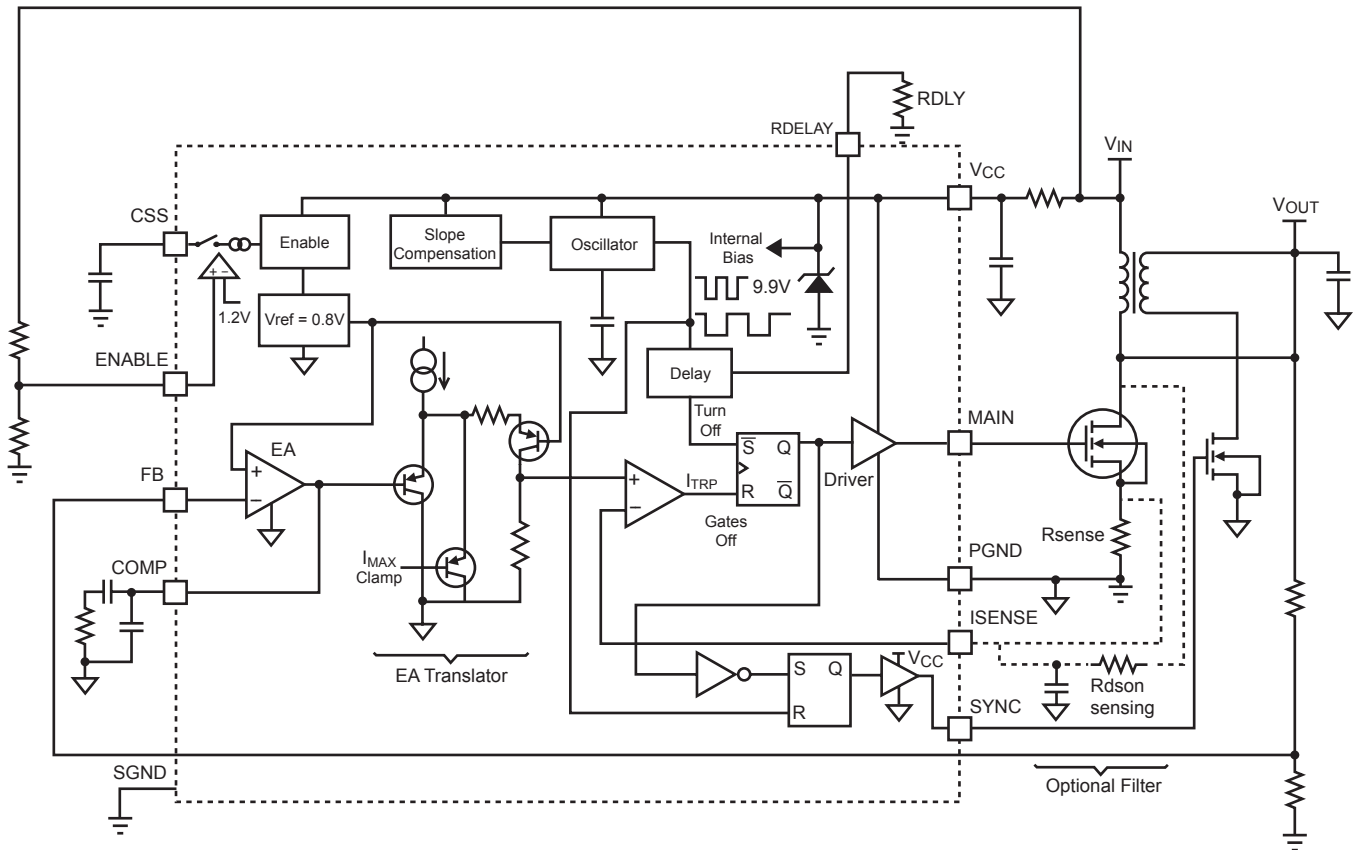 RDLY
RDELAY
VIN
VCC
VOUT
CSS
Enable
Slope
Compensation
Oscillator
Internal
Bias
9.9V
+ −
1.2V
Vref = 0.8V
ENABLE
Delay
Turn
Off
MAIN
EA
+
−
FB
S̅ Q
R Q̅
+
−
ITRP
Driver
Gates
Off
Rsense
PGND
COMP
IMAX
Clamp
ISENSE
EA Translator
S Q
R
VCC
Rdson
sensing
SYNC
SGND
Optional Filter